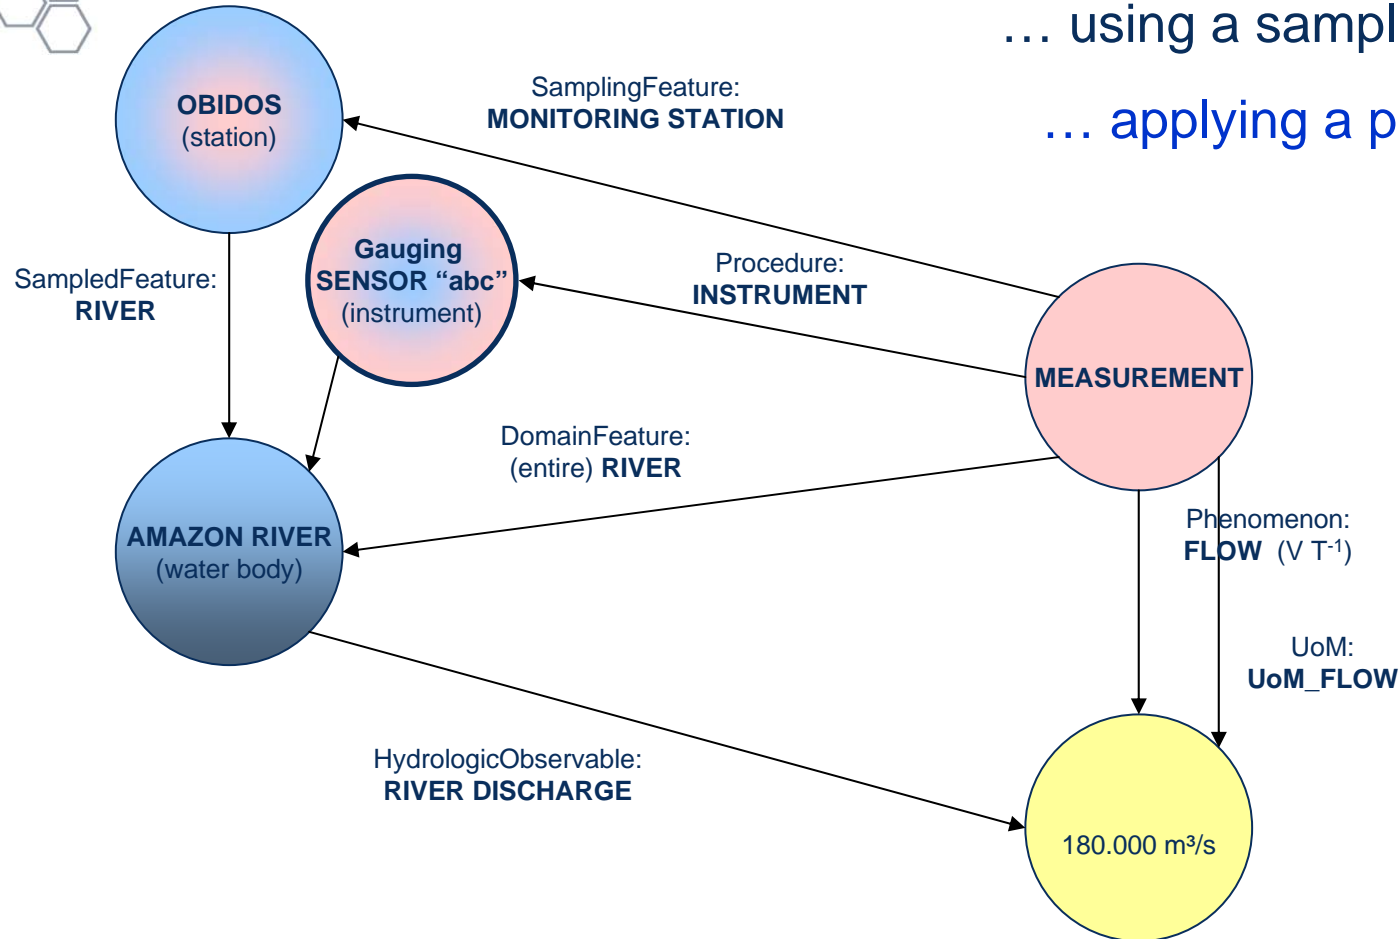 … using a sampl
… applying a p
OBIDOS
(station)
SamplingFeature:
MONITORING STATION
Gauging
SENSOR “abc”
(instrument)
SampledFeature:
RIVER
Procedure:
INSTRUMENT
MEASUREMENT
DomainFeature:
(entire) RIVER
AMAZON RIVER
(water body)
Phenomenon:
FLOW (V T⁻¹)
UoM:
UoM_FLOW
HydrologicObservable:
RIVER DISCHARGE
180.000 m³/s